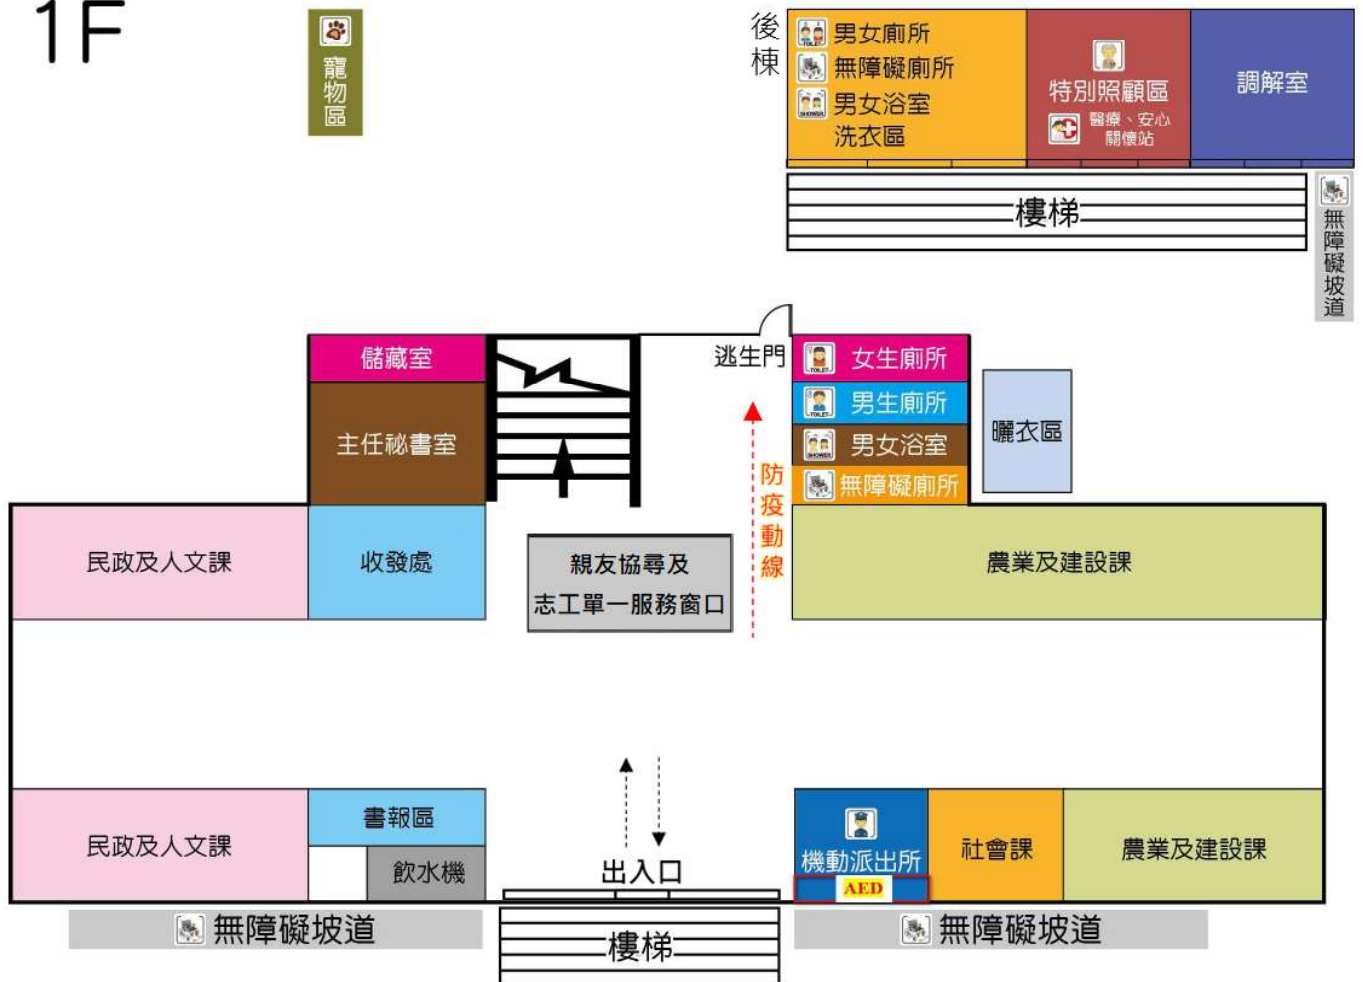 1F
寵物區
後棟
男女廁所
無障礙廁所
男女浴室
洗衣區
特別照顧區
醫療、安心
關懷站
調解室
樓梯
無障礙坡道
儲藏室
主任祕書室
逃生門
女生廁所
男生廁所
男女浴室
無障礙廁所
曬衣區
防疫動線
民政及人文課
收發處
親友協尋及
志工單一服務窗口
農業及建設課
民政及人文課
書報區
飲水機
出入口
機動派出所
AED
社會課
農業及建設課
無障礙坡道
樓梯
無障礙坡道